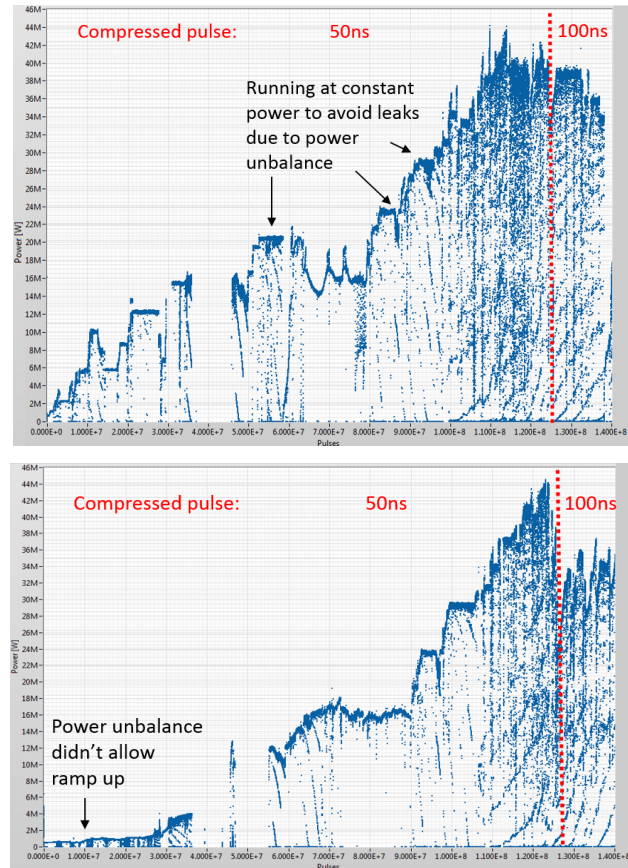 46M
44M
42M
40M
38M
36M
34M
32M
30M
28M
26M
24M
22M
20M
18M
16M
14M
12M
10M
8M
6M
4M
2M
0
Power [W]
Compressed pulse: 50ns 100ns
Running at constant
power to avoid leaks
due to power
unbalance
0.000E+0 1.000E+7 2.000E+7 3.000E+7 4.000E+7 5.000E+7 6.000E+7 7.000E+7 8.000E+7 9.000E+7 1.000E+8 1.100E+8 1.200E+8 1.300E+8 1.400E+8
Pulses
46M
44M
42M
40M
38M
36M
34M
32M
30M
28M
26M
24M
22M
20M
18M
16M
14M
12M
10M
8M
6M
4M
2M
0
Power [W]
Compressed pulse: 50ns 100ns
Power unbalance
didn't allow
ramp up
0.000E+0 1.000E+7 2.000E+7 3.000E+7 4.000E+7 5.000E+7 6.000E+7 7.000E+7 8.000E+7 9.000E+7 1.000E+8 1.100E+8 1.200E+8 1.300E+8 1.400E+8
Pulses